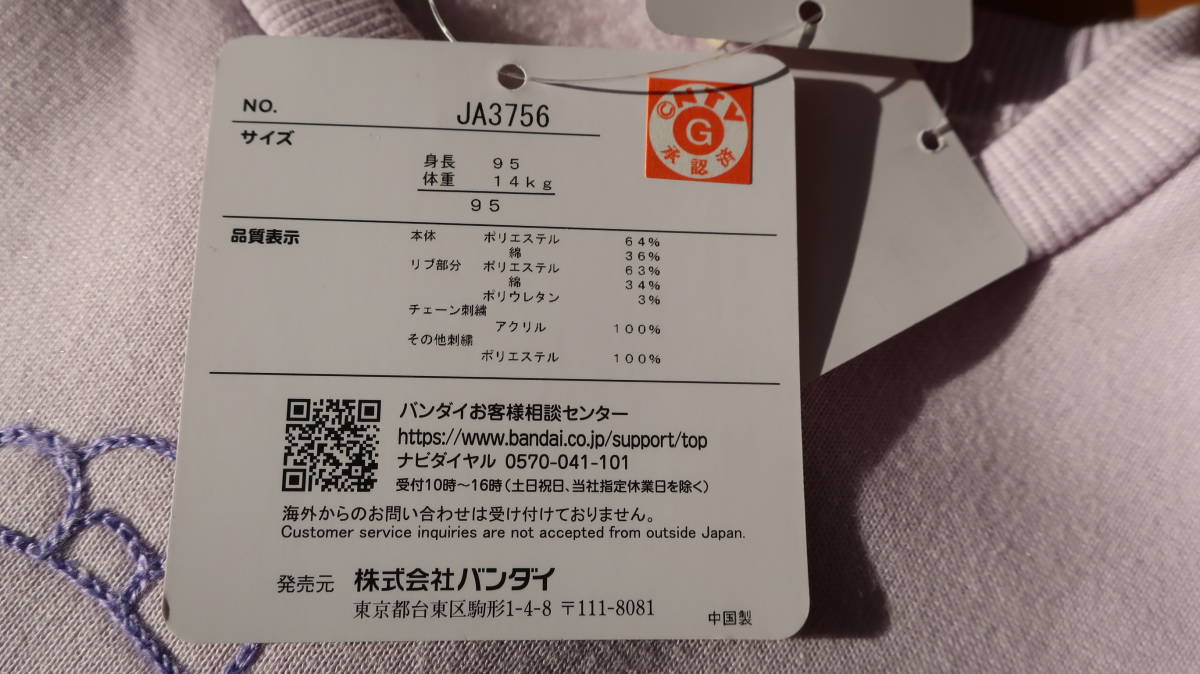 NO. JA3756
©NTV
G
承認済
サイズ
身長 95
体重 14kg
95
品質表示 本体 ポリエステル 64%
綿 36%
リブ部分 ポリエステル 63%
綿 34%
ポリウレタン 3%
チェーン刺繍
アクリル 100%
その他刺繍
ポリエステル 100%
バンダイお客様相談センター
https://www.bandai.co.jp/support/top
ナビダイヤル 0570-041-101
受付10時〜16時(土日祝日、当社指定休業日を除く)
海外からのお問い合わせは受け付けておりません。
Customer service inquiries are not accepted from outside Japan.
発売元 株式会社バンダイ
東京都台東区駒形1-4-8 〒111-8081
中国製